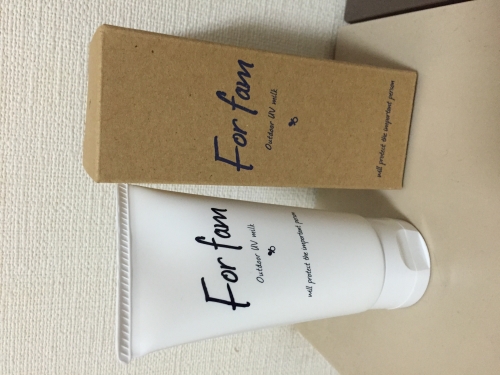 For fam
Outdoor UV milk
will protect the important person
For fam
Outdoor UV milk
will protect the important person